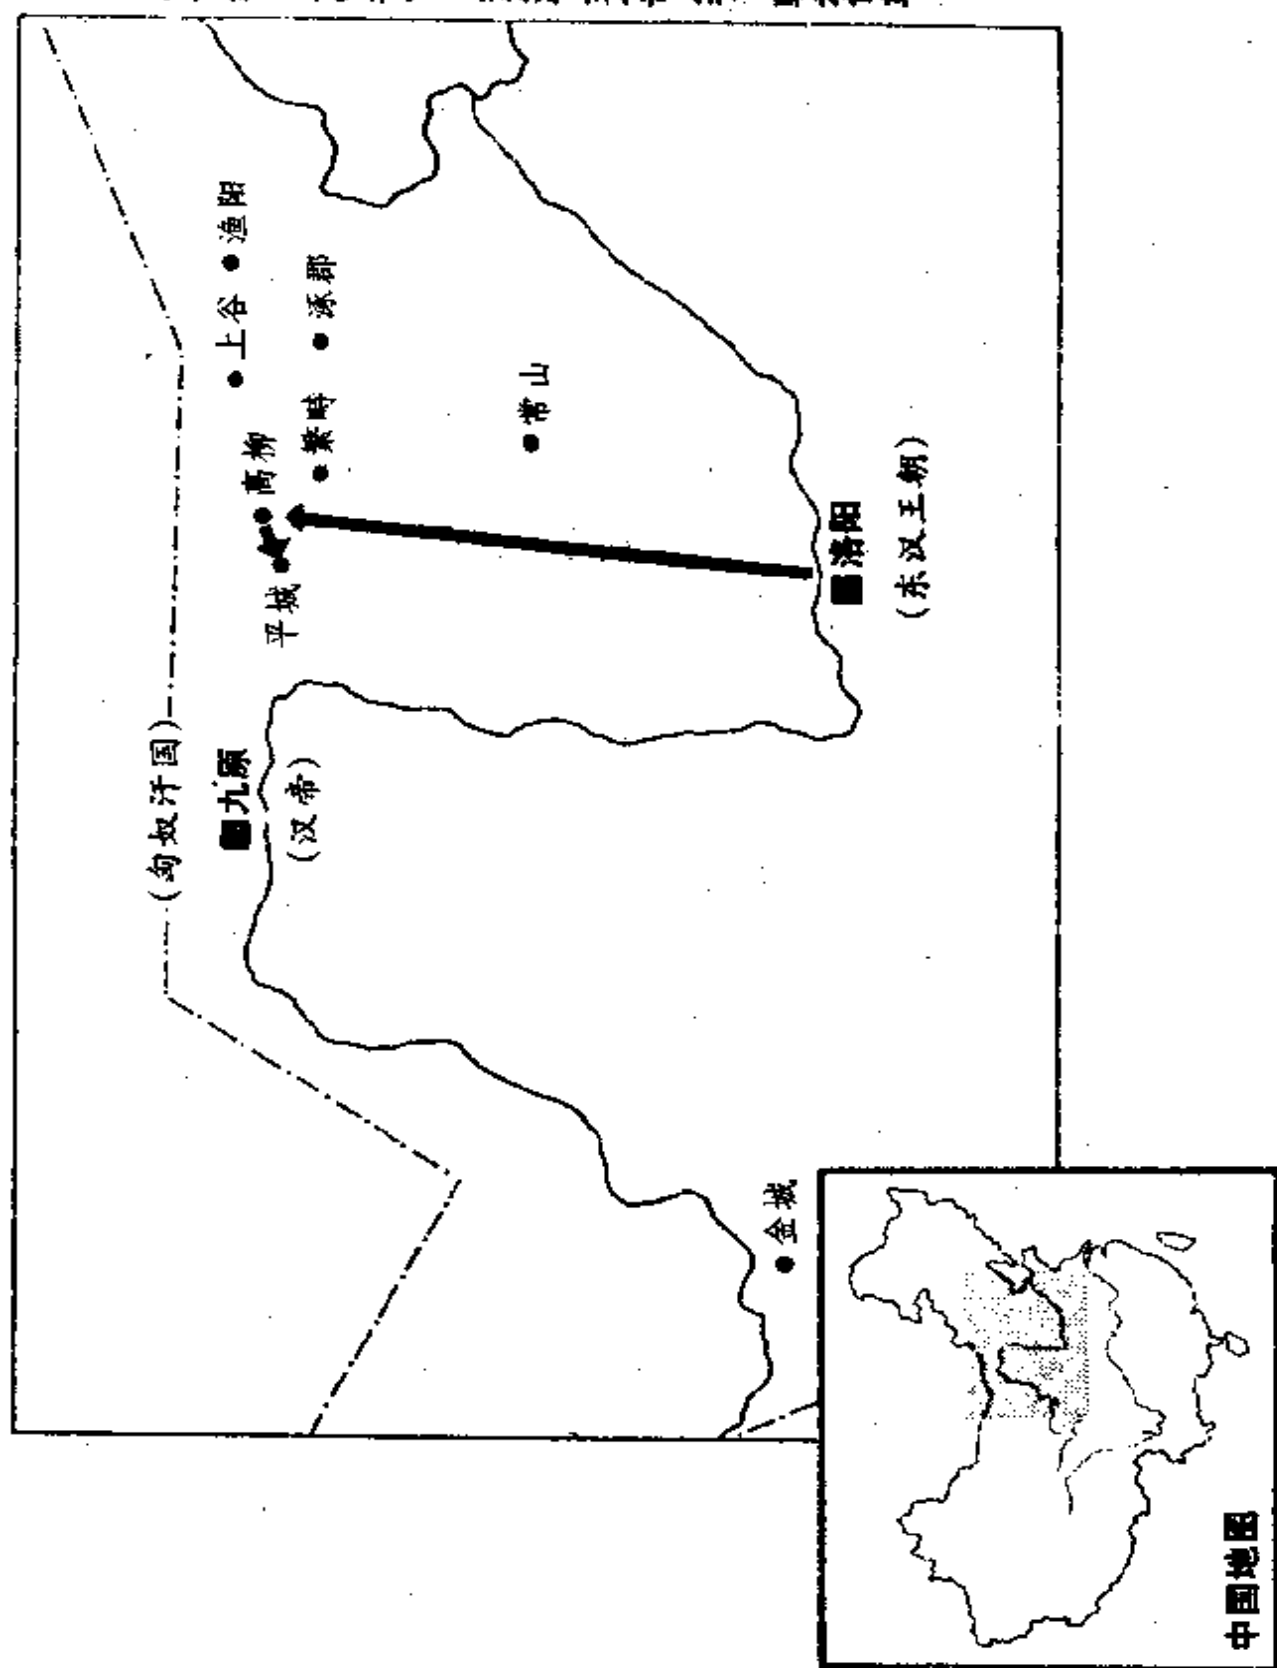 (匈奴汗国)
渔阳
上谷
涿郡
高柳
繁畤
平城
九原
(汉帝)
常山
洛阳
(东汉王朝)
金城
中国地图